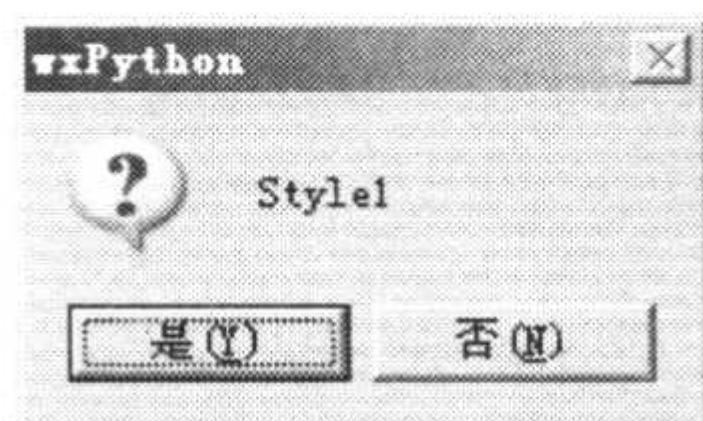 wxPython
?
Style1
是(Y) 否(N)